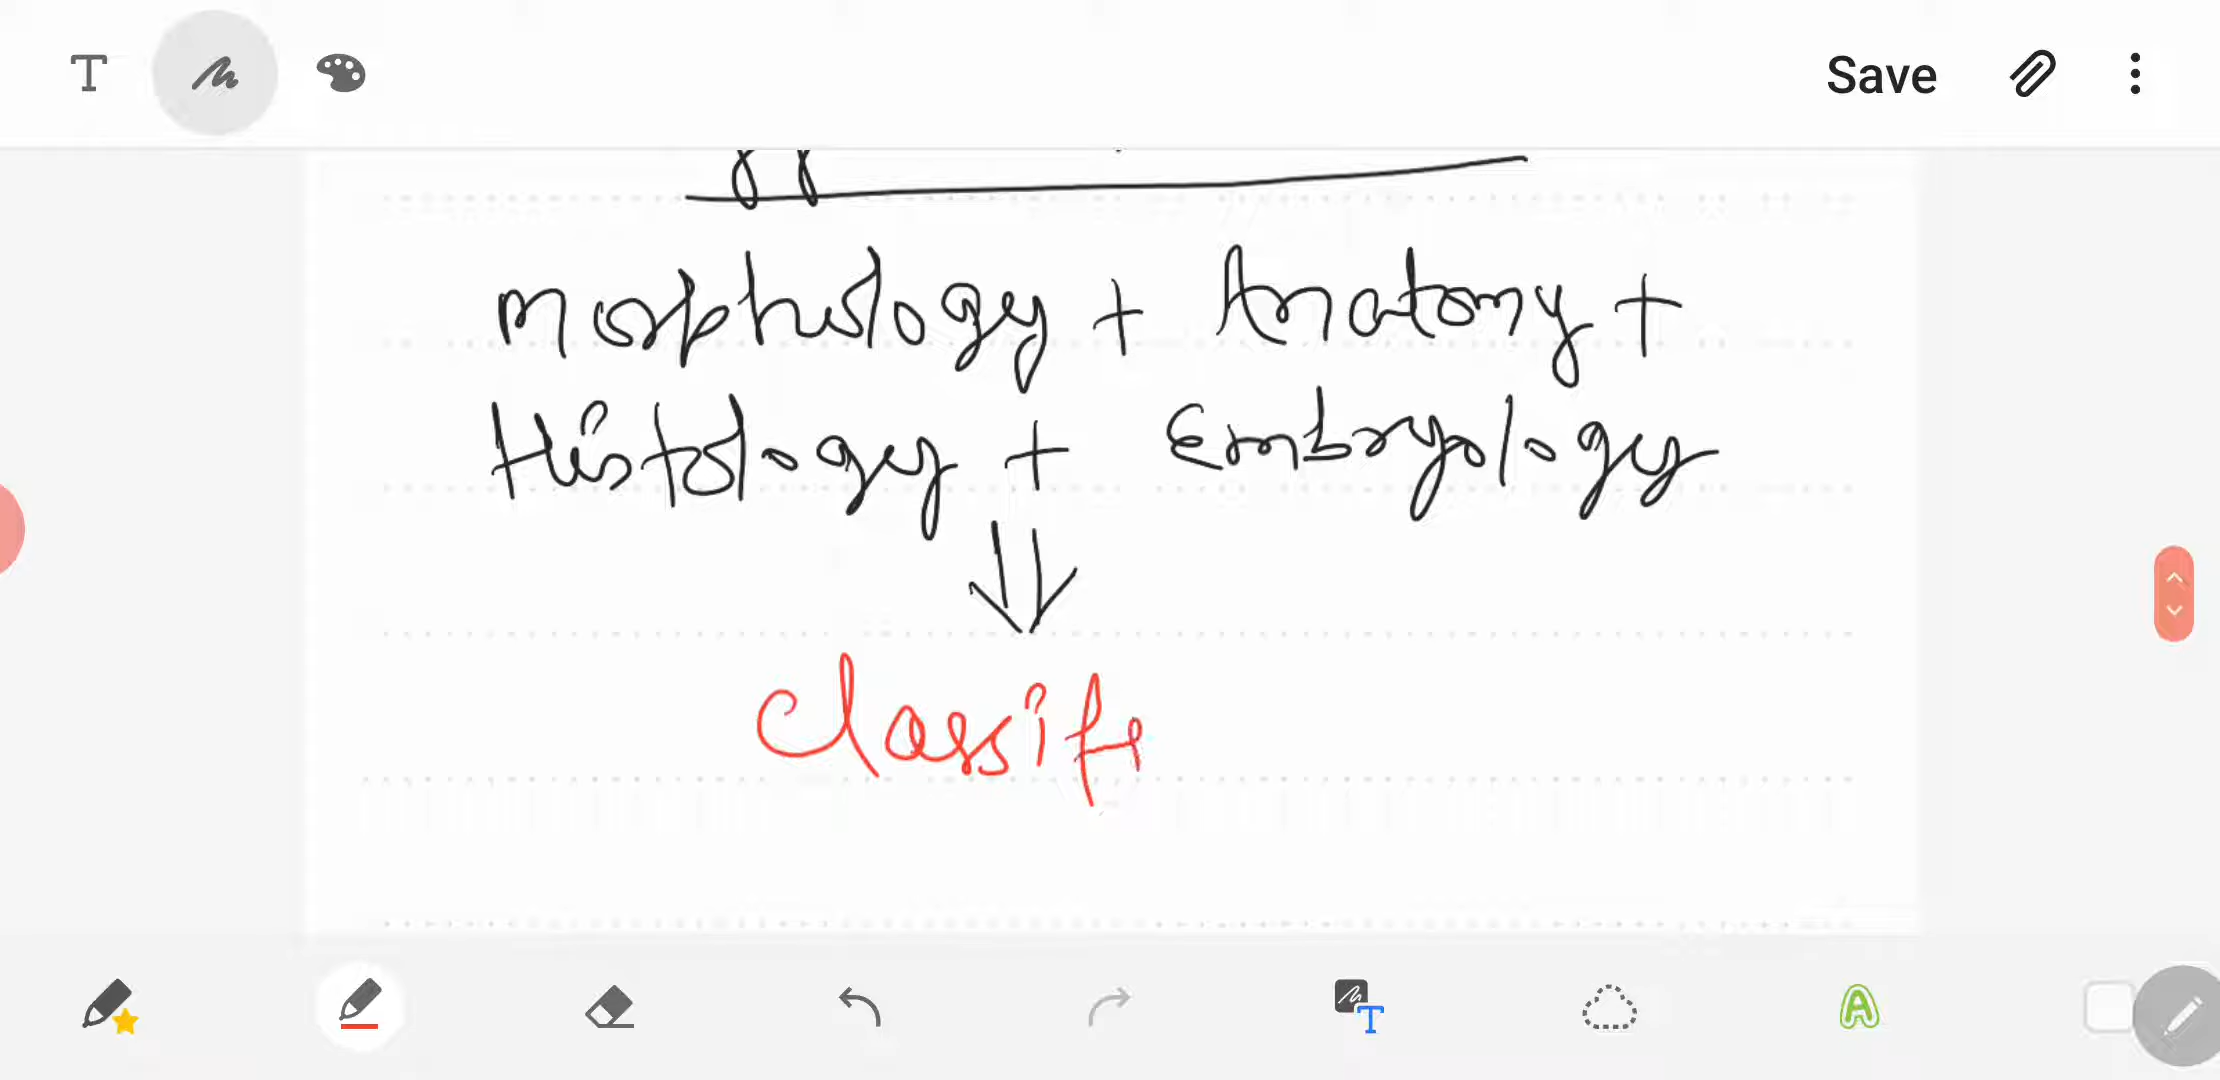 T Save
Morphology + Anatomy +
Histology + Embryology
Classifi
T
A